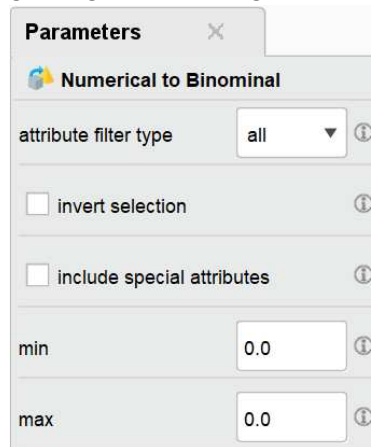 Parameters
Numerical to Binominal
attribute filter type all
invert selection
include special attributes
min 0.0
max 0.0